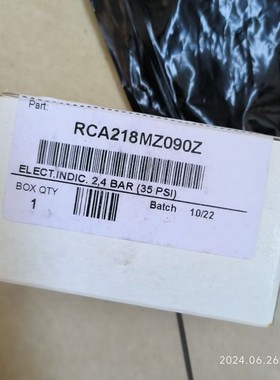 Part:
RCA218MZ090Z
ELECT.INDIC. 2,4 BAR (35 PSI)
BOX QTY Batch 10/22
1
2024.06.26